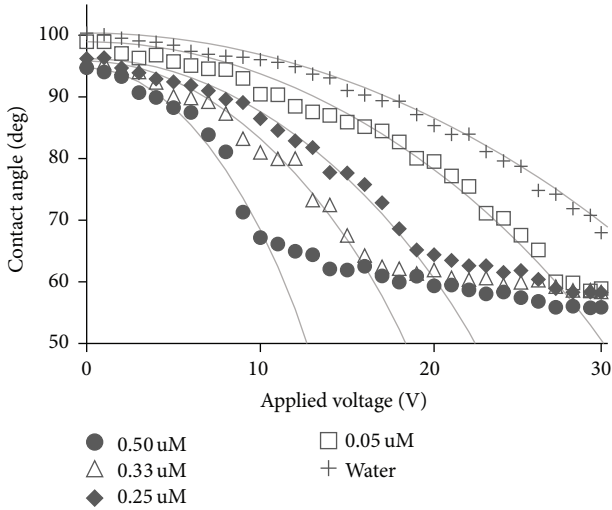 100
90
80
70
60
50
Contact angle (deg)
0
10
20
30
Applied voltage (V)
0.50 uM
0.33 uM
0.25 uM
0.05 uM
Water